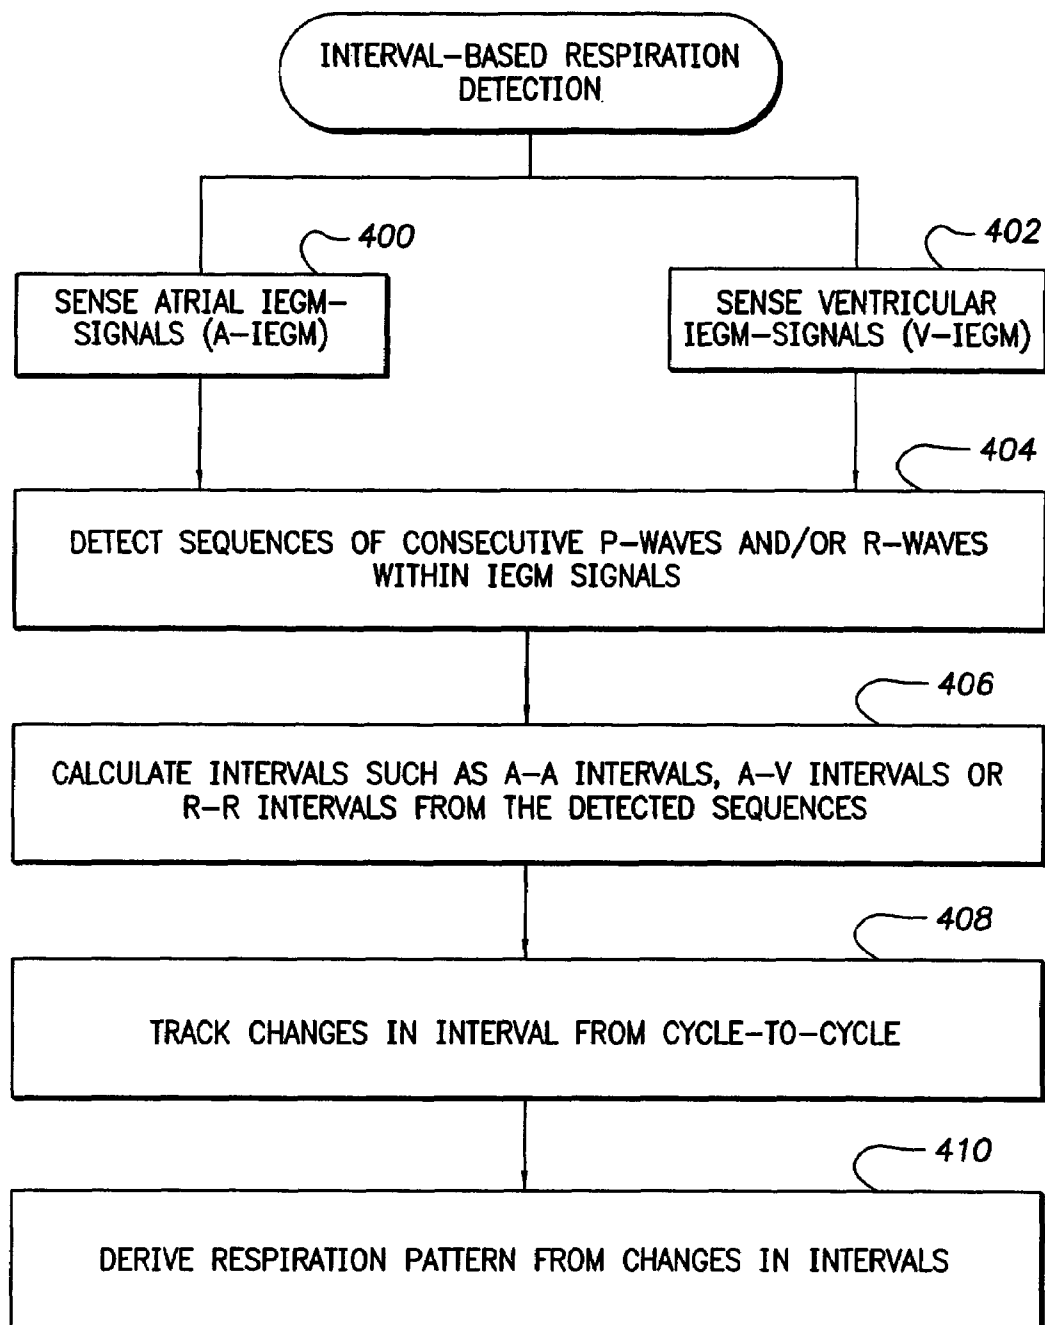 INTERVAL-BASED RESPIRATION
DETECTION
400
402
SENSE ATRIAL IEGM-
SIGNALS (A-IEGM)
SENSE VENTRICULAR
IEGM-SIGNALS (V-IEGM)
404
DETECT SEQUENCES OF CONSECUTIVE P-WAVES AND/OR R-WAVES
WITHIN IEGM SIGNALS
406
CALCULATE INTERVALS SUCH AS A-A INTERVALS, A-V INTERVALS OR
R-R INTERVALS FROM THE DETECTED SEQUENCES
408
TRACK CHANGES IN INTERVAL FROM CYCLE-TO-CYCLE
410
DERIVE RESPIRATION PATTERN FROM CHANGES IN INTERVALS